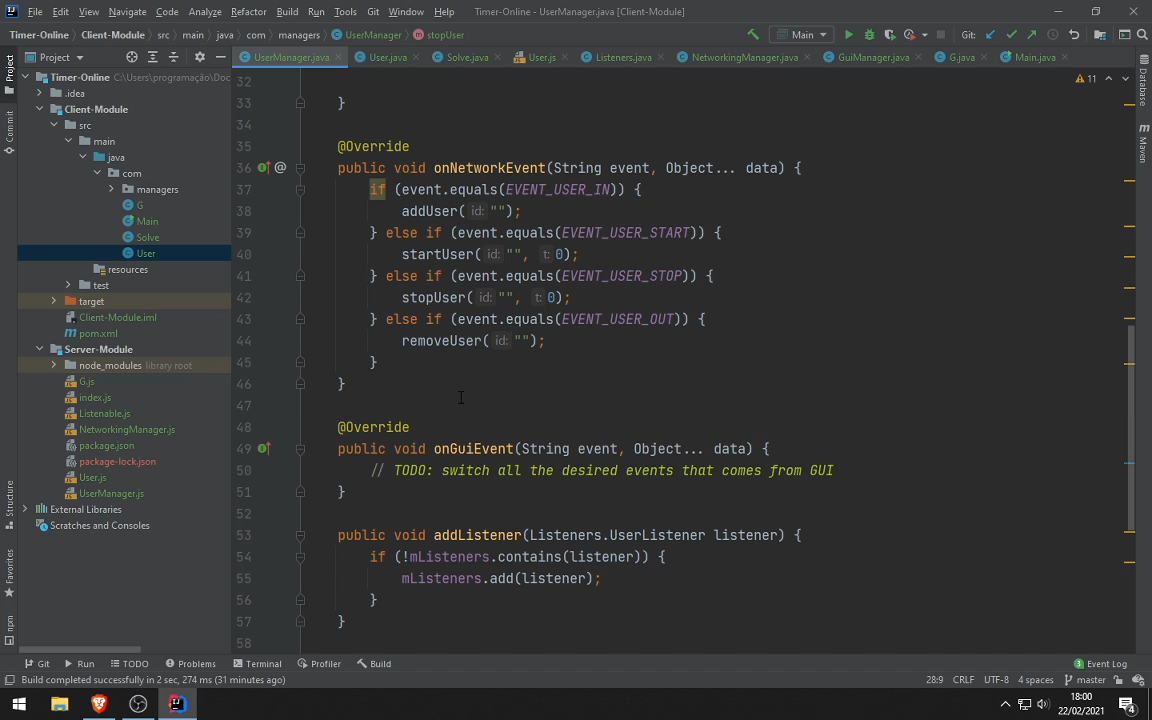 File Edit View Navigate Code Analyze Refactor Build Run Tools Git Window Help Timer-Online - UserManager.java [Client-Module]
Timer-Online Client-Module src main java com managers UserManager stopUser Main Git:
Project UserManager.java User.java Solve.java User.js Listeners.java NetworkingManager.java GuiManager.java G.java Main.java
Timer-Online C:\Users\programação\Doc
.idea
Client-Module
src
main
java
com
managers
G
Main
Solve
User
resources
test
target
Client-Module.iml
pom.xml
Server-Module
node_modules library root
G.js
index.js
Listenable.js
NetworkingManager.js
package.json
package-lock.json
User.js
UserManager.js
External Libraries
Scratches and Consoles
Project
Commit
Structure
Favorites
npm
11
32
33 }
34
35 @Override
36 @ public void onNetworkEvent(String event, Object... data) {
37 if (event.equals(EVENT_USER_IN)) {
38 addUser( id: "");
39 } else if (event.equals(EVENT_USER_START)) {
40 startUser( id: "", t: 0);
41 } else if (event.equals(EVENT_USER_STOP)) {
42 stopUser( id: "", t: 0);
43 } else if (event.equals(EVENT_USER_OUT)) {
44 removeUser( id: "");
45 }
46 }
47
48 @Override
49 public void onGuiEvent(String event, Object... data) {
50 // TODO: switch all the desired events that comes from GUI
51 }
52
53 public void addListener(Listeners.UserListener listener) {
54 if (!mListeners.contains(listener)) {
55 mListeners.add(listener);
56 }
57 }
58
Database
Maven
Git Run TODO Problems Terminal Profiler Build 3 Event Log
Build completed successfully in 2 sec, 274 ms (31 minutes ago) 28:9 CRLF UTF-8 4 spaces master
18:00
22/02/2021
4